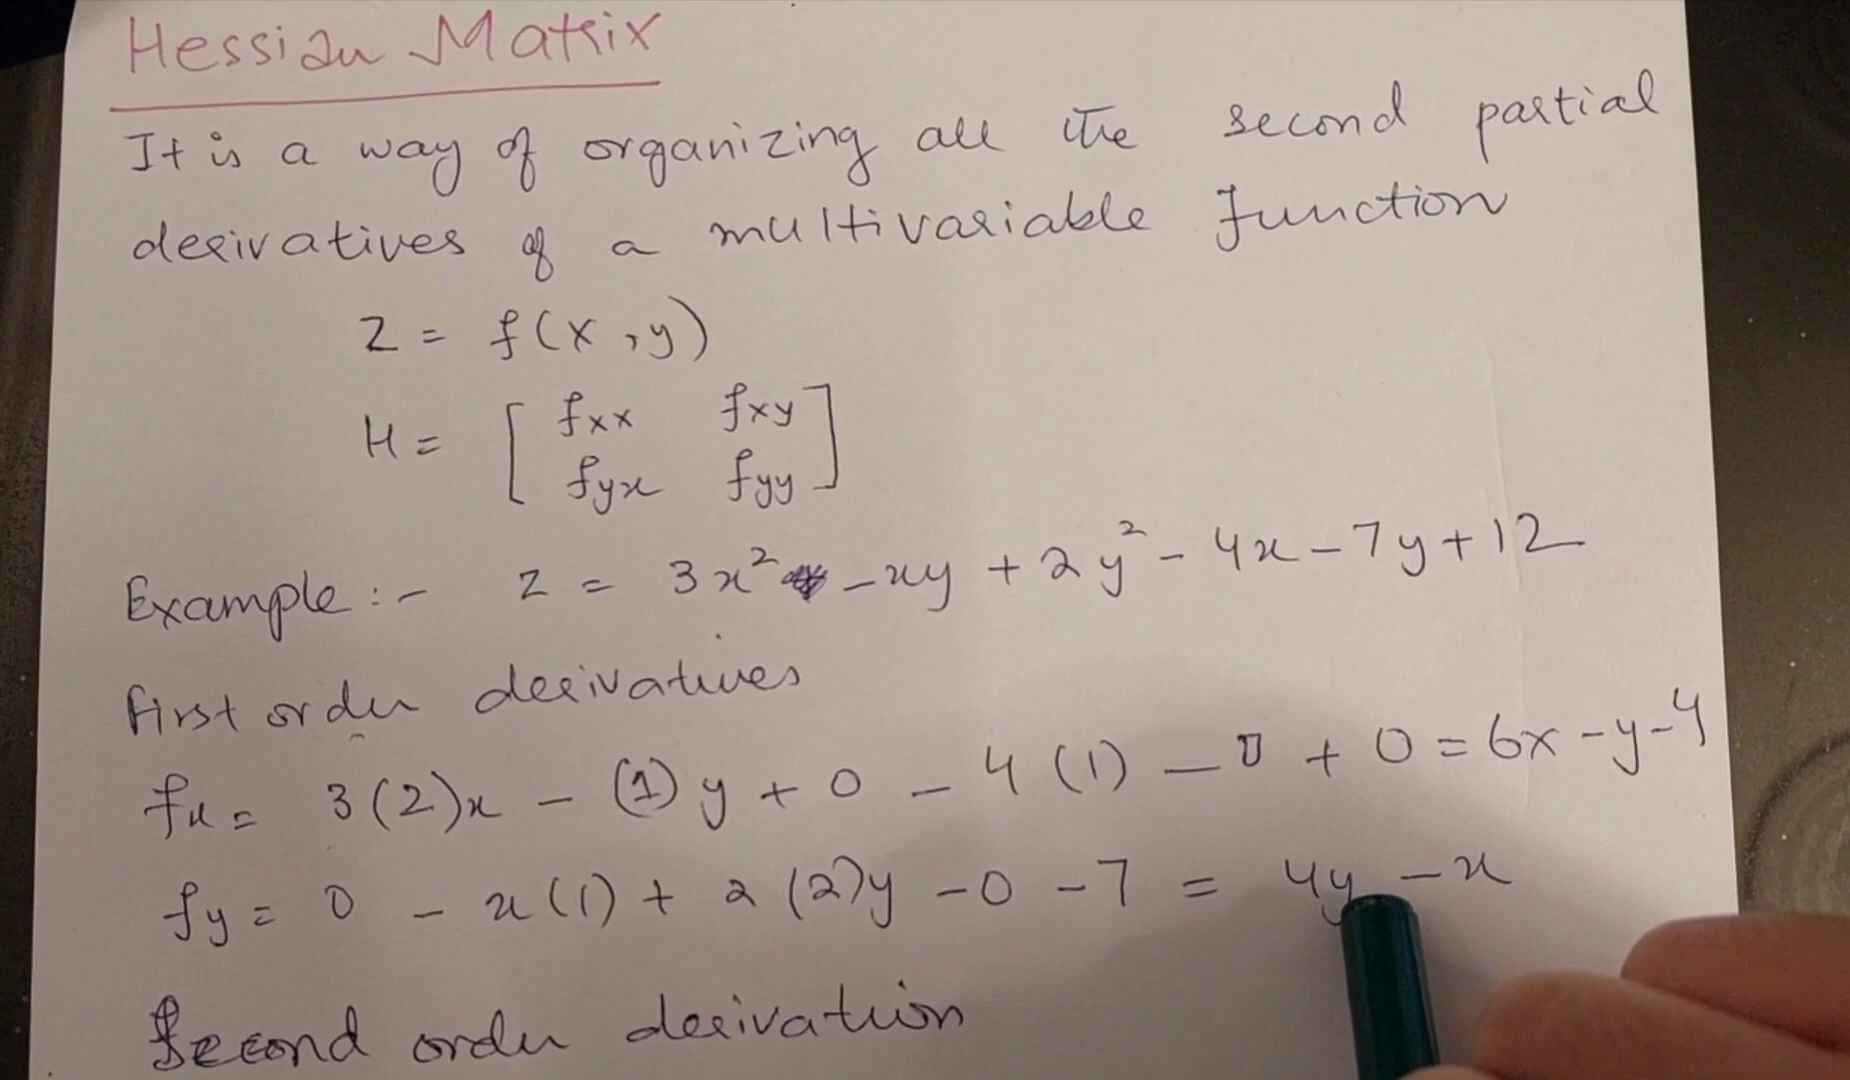 Hessian Matrix
It is a way of organizing all the second partial
derivatives of a multivariable function
Z = f(x,y)
H = [ fxx fxy
fyx fyy ]
Example:- Z = 3x² - xy + 2y² - 4x - 7y + 12
first order derivatives
fx = 3(2)x - (1)y + 0 - 4(1) - 0 + 0 = 6x - y - 4
fy = 0 - x(1) + 2(2)y - 0 - 7 = 4y - x
Second order derivation